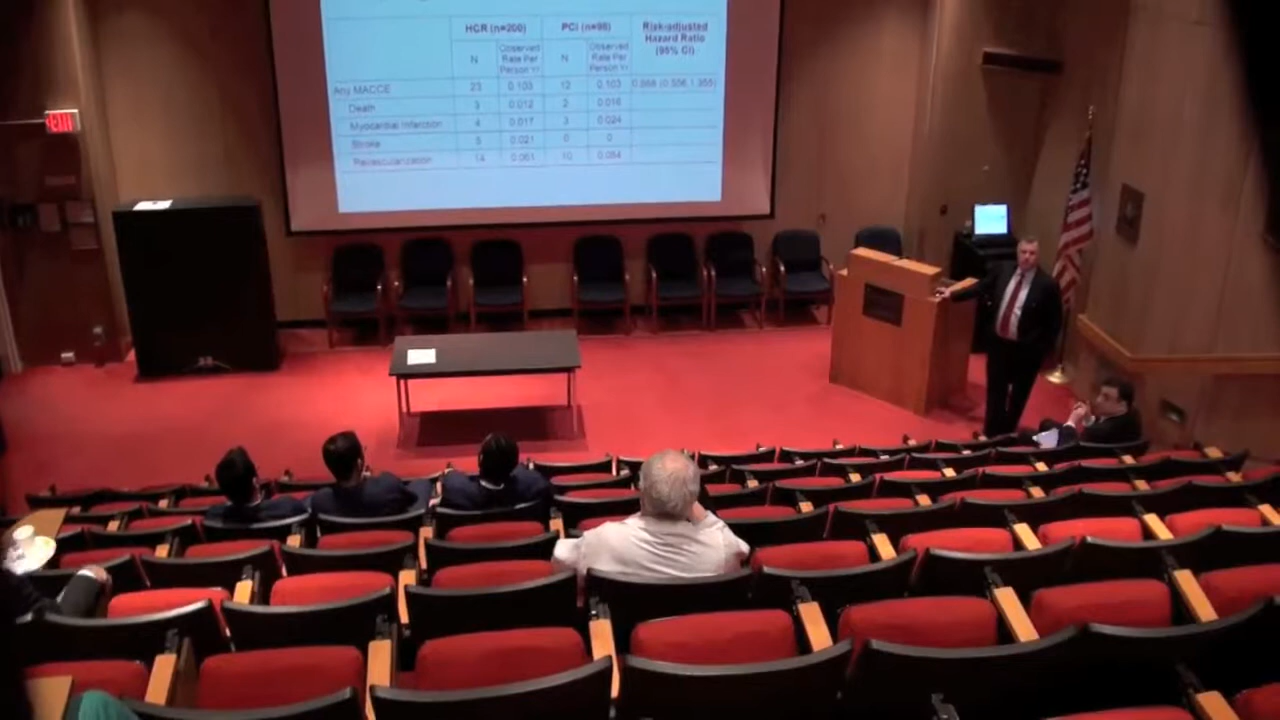 HCR (n=200) PCI (n=98) Risk-adjusted
Hazard Ratio
(95% CI)
N Observed Rate Per Person Yr N Observed Rate Per Person Yr
Any MACCE 23 0.103 12 0.103
Death 3 0.012 2 0.016
Myocardial Infarction 4 0.017 3 0.024
Stroke 5 0.021 0 0
Revascularization 14 0.061 10 0.084
EXIT